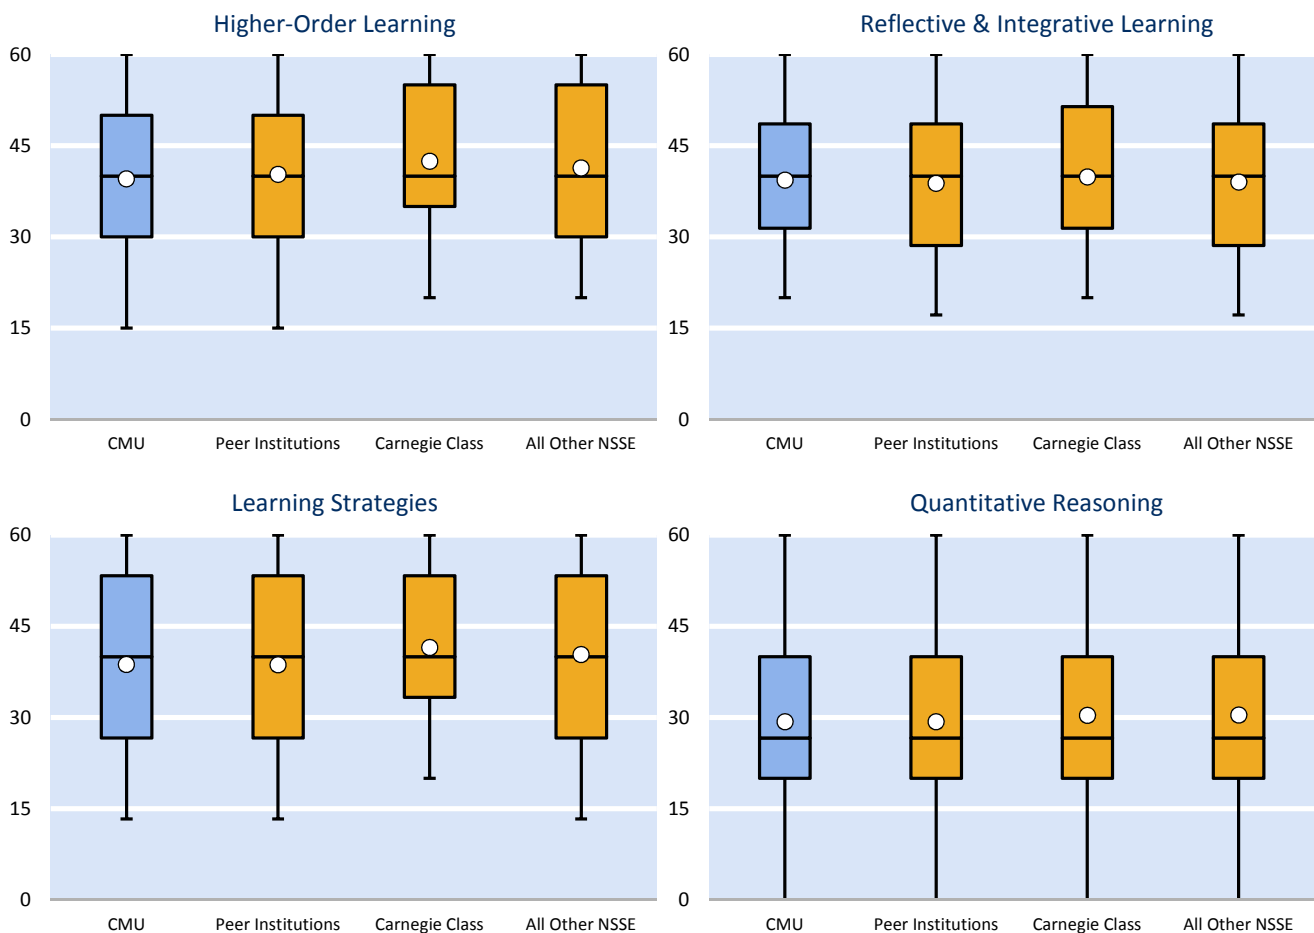 Higher-Order Learning
60
45
30
15
0
CMU Peer Institutions Carnegie Class All Other NSSE
Reflective & Integrative Learning
60
45
30
15
0
CMU Peer Institutions Carnegie Class All Other NSSE
Learning Strategies
60
45
30
15
0
CMU Peer Institutions Carnegie Class All Other NSSE
Quantitative Reasoning
60
45
30
15
0
CMU Peer Institutions Carnegie Class All Other NSSE